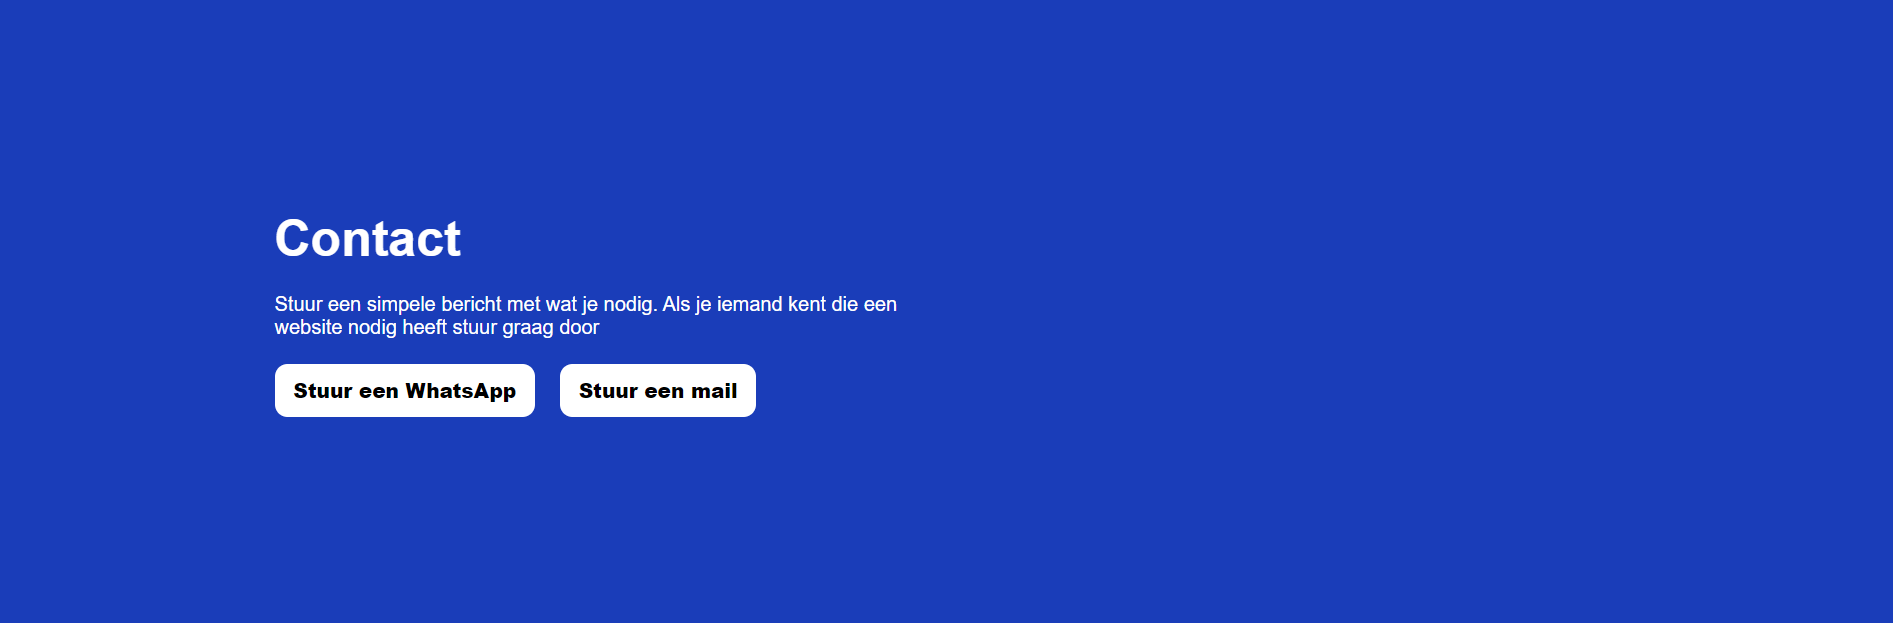 Contact
Stuur een simpele bericht met wat je nodig. Als je iemand kent die een
website nodig heeft stuur graag door
Stuur een WhatsApp Stuur een mail